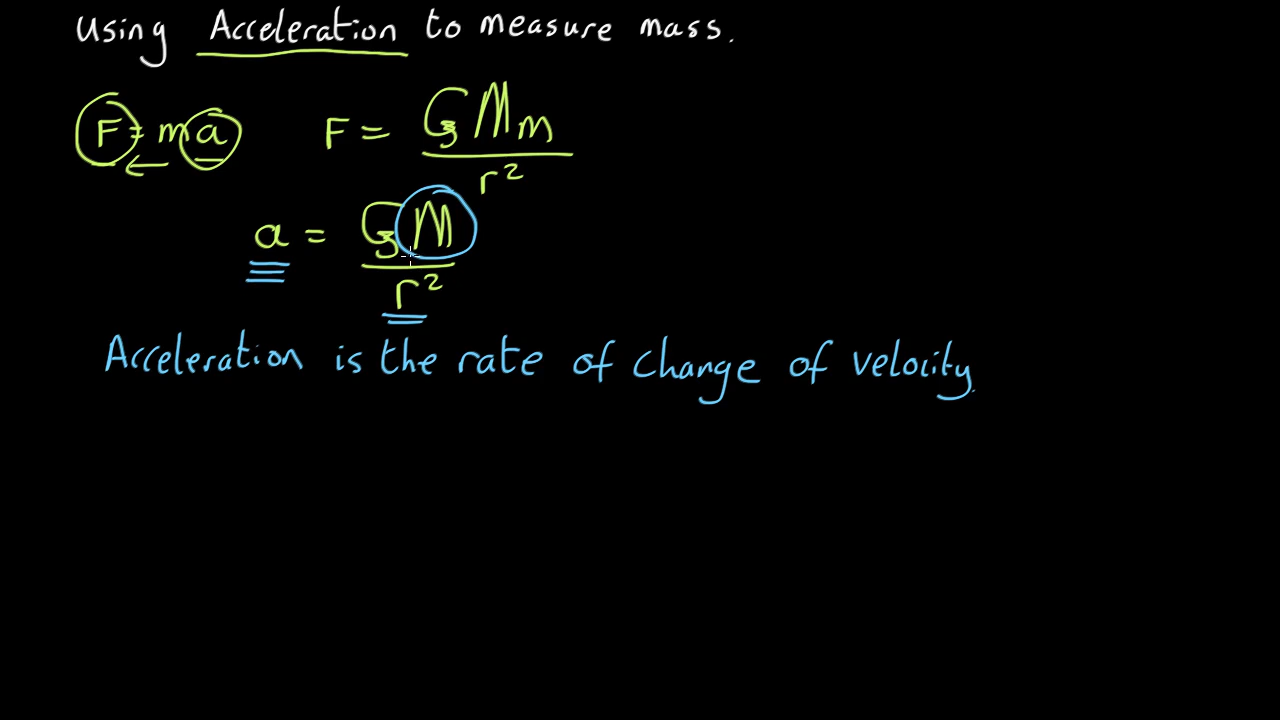 Using Acceleration to measure mass.
F = ma F = GMm / r²
a = GM / r²
Acceleration is the rate of change of velocity.